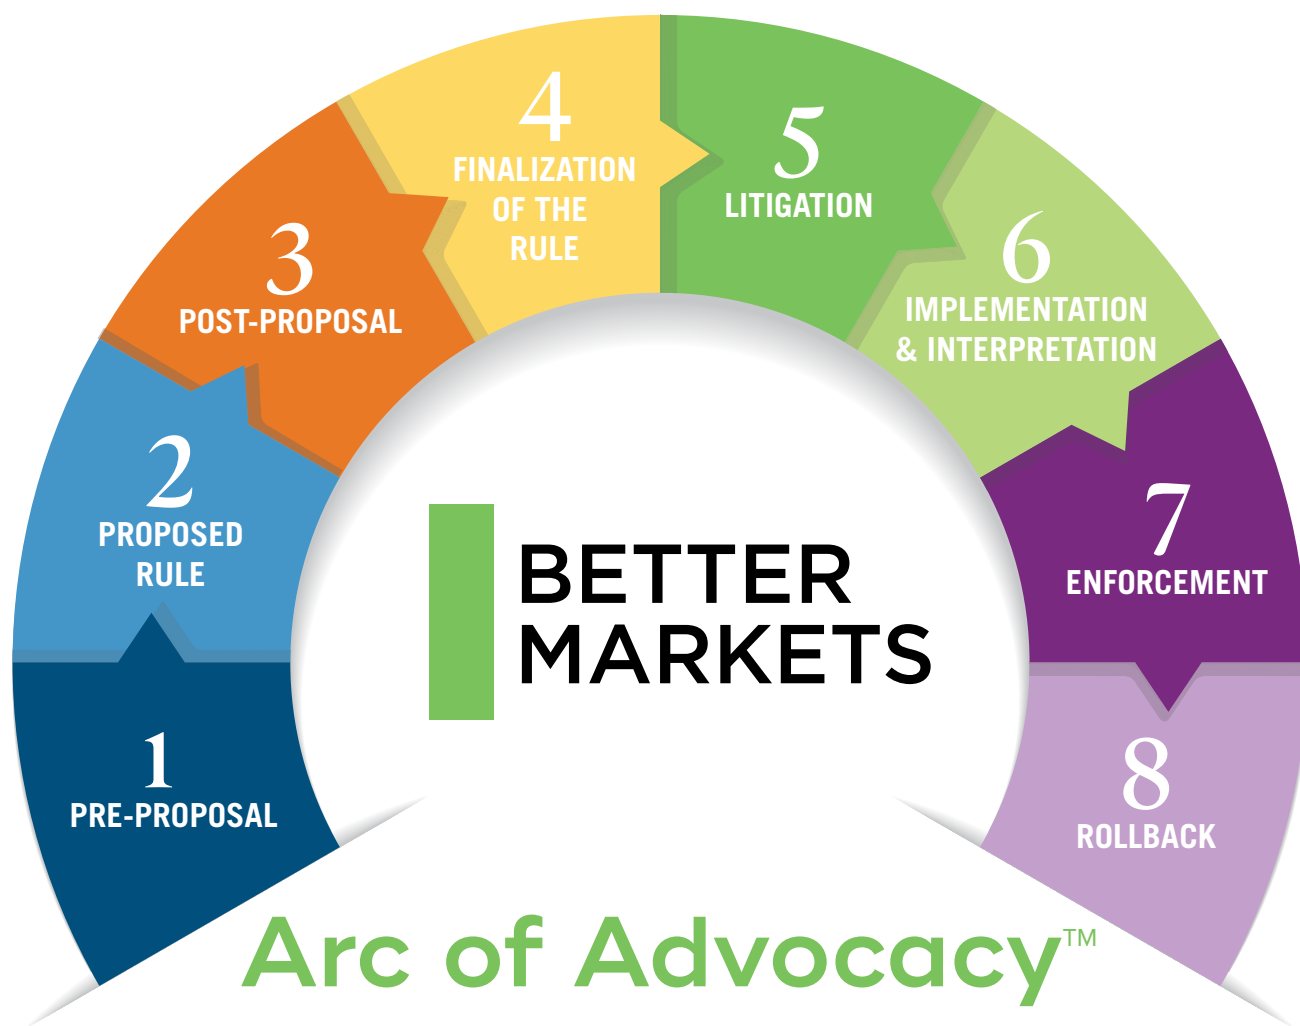 1
PRE-PROPOSAL
2
PROPOSED
RULE
3
POST-PROPOSAL
4
FINALIZATION
OF THE
RULE
5
LITIGATION
6
IMPLEMENTATION
& INTERPRETATION
7
ENFORCEMENT
8
ROLLBACK
BETTER
MARKETS
Arc of Advocacy™